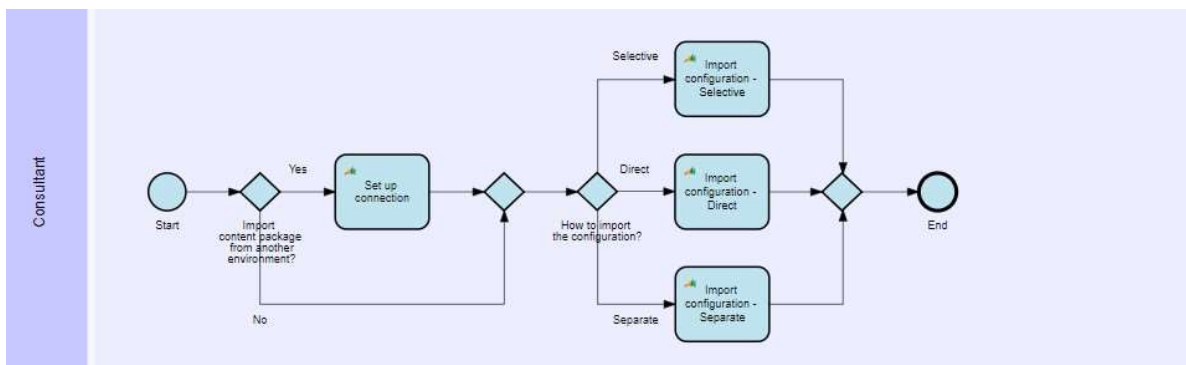 Consultant
Start
Import
content package
from another
environment?
Yes
No
Set up
connection
How to import
the configuration?
Selective
Import
configuration -
Selective
Direct
Import
configuration -
Direct
Separate
Import
configuration -
Separate
End